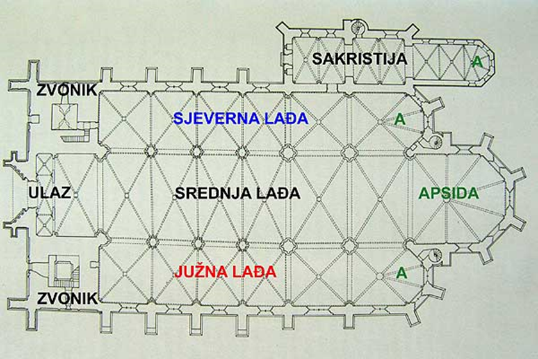 SAKRISTIJA
A
ZVONIK
SJEVERNA LAĐA
A
ULAZ
SREDNJA LAĐA
APSIDA
JUŽNA LAĐA
A
ZVONIK